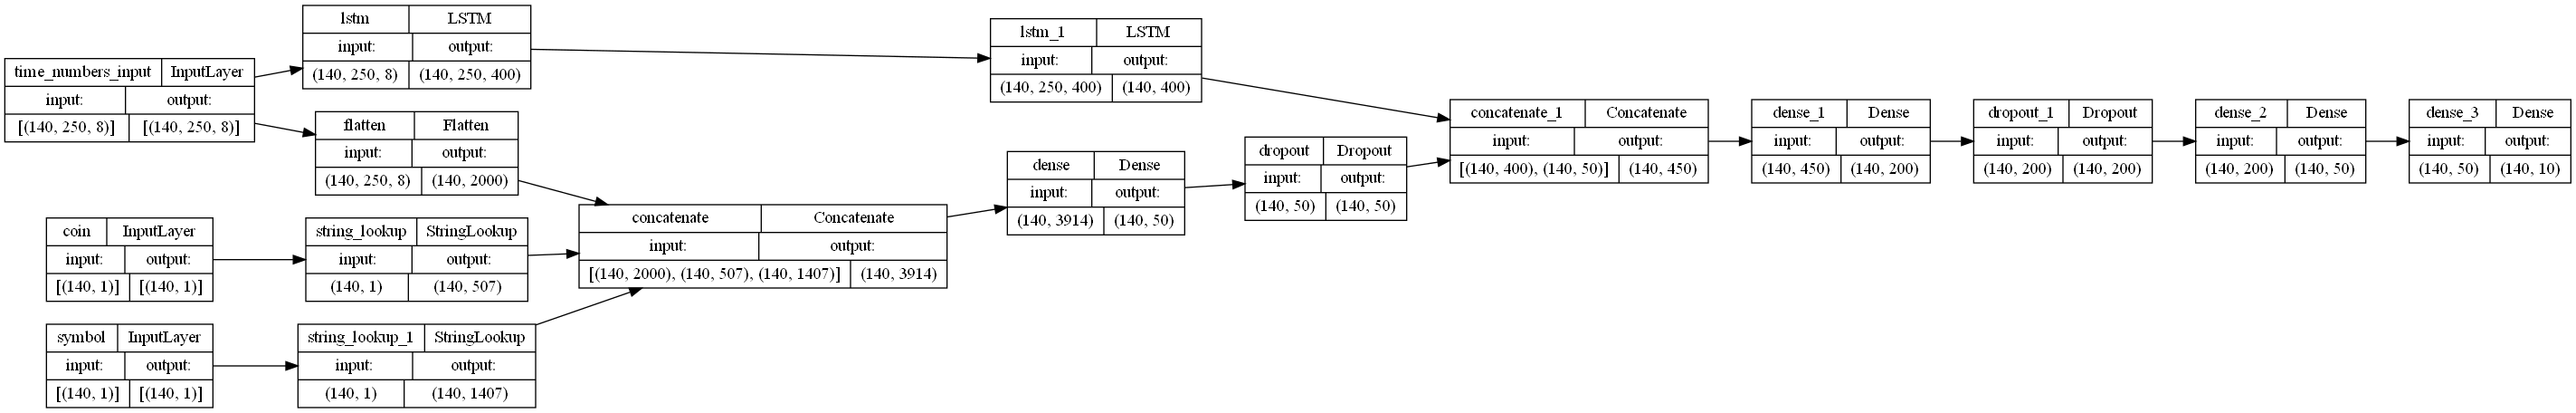 time_numbers_input InputLayer
input: output:
[(140, 250, 8)] [(140, 250, 8)]
lstm LSTM
input: output:
(140, 250, 8) (140, 250, 400)
flatten Flatten
input: output:
(140, 250, 8) (140, 2000)
coin InputLayer
input: output:
[(140, 1)] [(140, 1)]
string_lookup StringLookup
input: output:
(140, 1) (140, 507)
symbol InputLayer
input: output:
[(140, 1)] [(140, 1)]
string_lookup_1 StringLookup
input: output:
(140, 1) (140, 1407)
concatenate Concatenate
input: output:
[(140, 2000), (140, 507), (140, 1407)] (140, 3914)
lstm_1 LSTM
input: output:
(140, 250, 400) (140, 400)
dense Dense
input: output:
(140, 3914) (140, 50)
dropout Dropout
input: output:
(140, 50) (140, 50)
concatenate_1 Concatenate
input: output:
[(140, 400), (140, 50)] (140, 450)
dense_1 Dense
input: output:
(140, 450) (140, 200)
dropout_1 Dropout
input: output:
(140, 200) (140, 200)
dense_2 Dense
input: output:
(140, 200) (140, 50)
dense_3 Dense
input: output:
(140, 50) (140, 10)